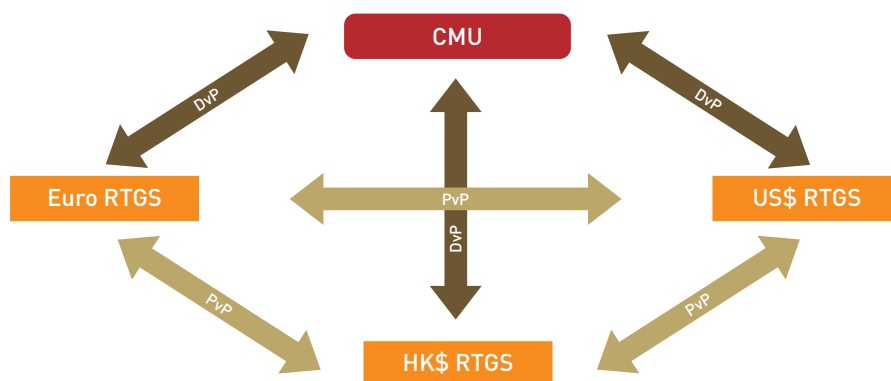 CMU
DvP
DvP
Euro RTGS
PvP
US$ RTGS
DvP
PvP
PvP
HK$ RTGS